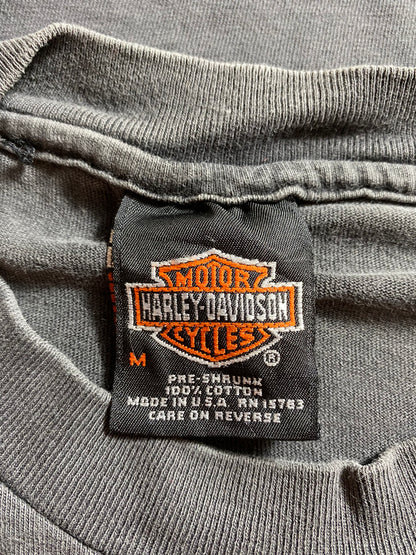 MOTOR
HARLEY-DAVIDSON
CYCLES
M
®
PRE-SHRUNK
100% COTTON
MADE IN U.S.A. RN 15763
CARE ON REVERSE